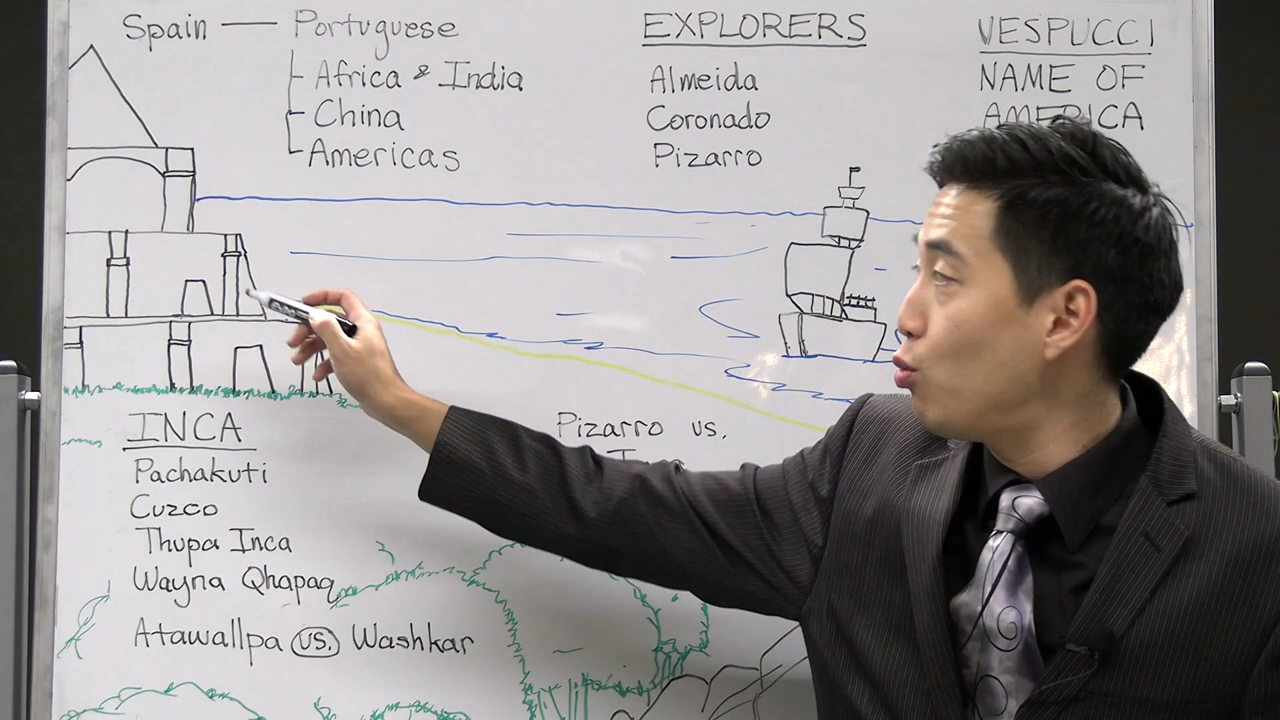 Spain — Portuguese
Africa & India
China
Americas
EXPLORERS
Almeida
Coronado
Pizarro
VESPUCCI
NAME OF
AMERICA
INCA
Pachakuti
Cuzco
Thupa Inca
Wayna Qhapaq
Atawallpa vs. Washkar
Pizarro vs.